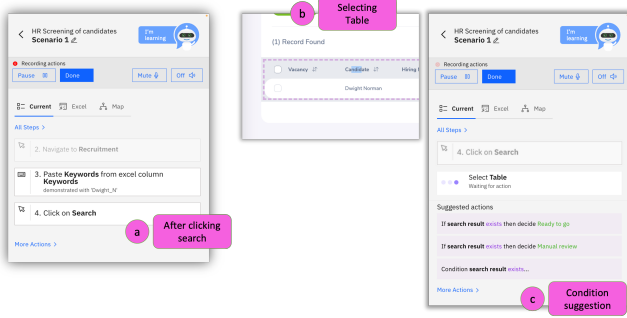 HR Screening of candidates
Scenario 1
I'm
learning
Recording actions
Pause
Done
Mute
Off
Current
Excel
Map
All Steps >
2. Navigate to Recruitment
3. Paste Keywords from excel column
Keywords
demonstrated with 'Dwight_N'
4. Click on Search
More Actions >
a
After clicking
search
b
Selecting
Table
(1) Record Found
Vacancy
Candidate
Hiring
Dwight Norman
HR Screening of candidates
Scenario 1
I'm
learning
Recording actions
Pause
Done
Mute
Off
Current
Excel
Map
All Steps >
4. Click on Search
Select Table
Waiting for action
Suggested actions
If search result exists then decide Ready to go
If search result exists then decide Manual review
Condition search result exists...
More Actions >
c
Condition
suggestion